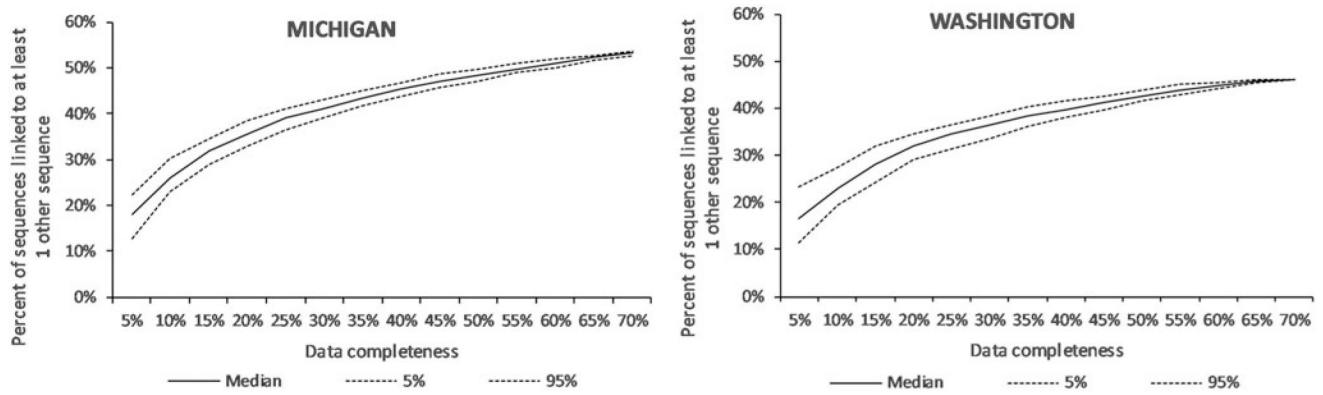 MICHIGAN
Percent of sequences linked to at least
1 other sequence
60%
50%
40%
30%
20%
10%
0%
5% 10% 15% 20% 25% 30% 35% 40% 45% 50% 55% 60% 65% 70%
Data completeness
Median 5% 95%
WASHINGTON
Percent of sequences linked to at least
1 other sequence
60%
50%
40%
30%
20%
10%
0%
5% 10% 15% 20% 25% 30% 35% 40% 45% 50% 55% 60% 65% 70%
Data completeness
Median 5% 95%